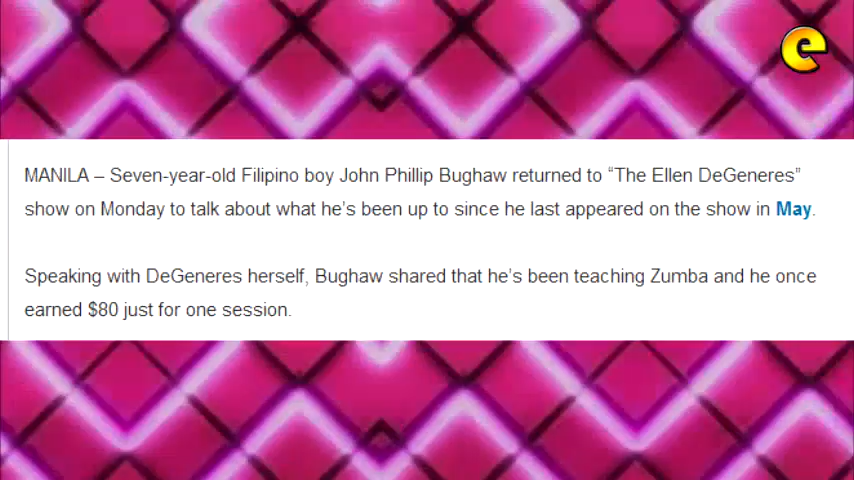 e
MANILA – Seven-year-old Filipino boy John Phillip Bughaw returned to “The Ellen DeGeneres”
show on Monday to talk about what he’s been up to since he last appeared on the show in May.
Speaking with DeGeneres herself, Bughaw shared that he’s been teaching Zumba and he once
earned $80 just for one session.